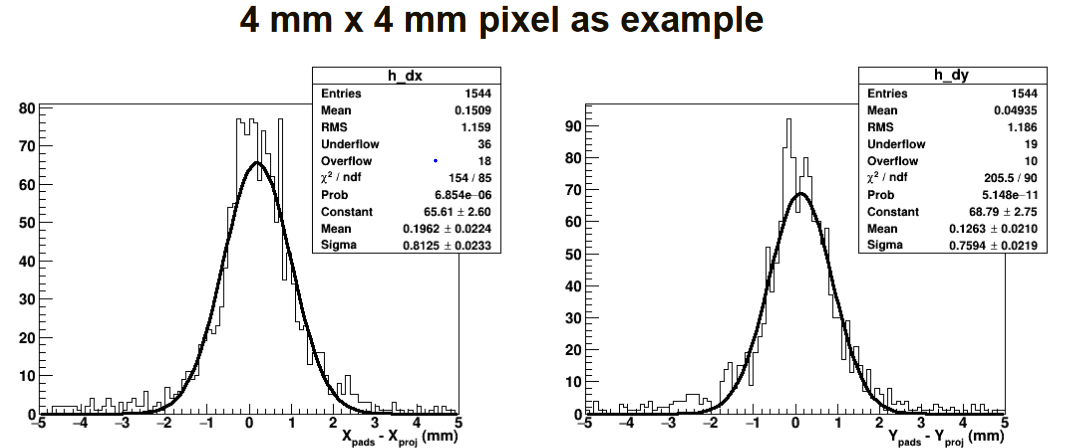 4 mm x 4 mm pixel as example
h_dx
Entries 1544
Mean 0.1509
RMS 1.159
Underflow 36
Overflow 18
χ² / ndf 154 / 85
Prob 6.854e−06
Constant 65.61 ± 2.60
Mean 0.1962 ± 0.0224
Sigma 0.8125 ± 0.0233
80
70
60
50
40
30
20
10
0
−5 −4 −3 −2 −1 0 1 2 3 4 5
X_pads - X_proj (mm)
h_dy
Entries 1544
Mean 0.04935
RMS 1.186
Underflow 19
Overflow 10
χ² / ndf 205.5 / 90
Prob 5.148e−11
Constant 68.79 ± 2.75
Mean 0.1263 ± 0.0210
Sigma 0.7594 ± 0.0219
90
80
70
60
50
40
30
20
10
0
−5 −4 −3 −2 −1 0 1 2 3 4 5
Y_pads - Y_proj (mm)